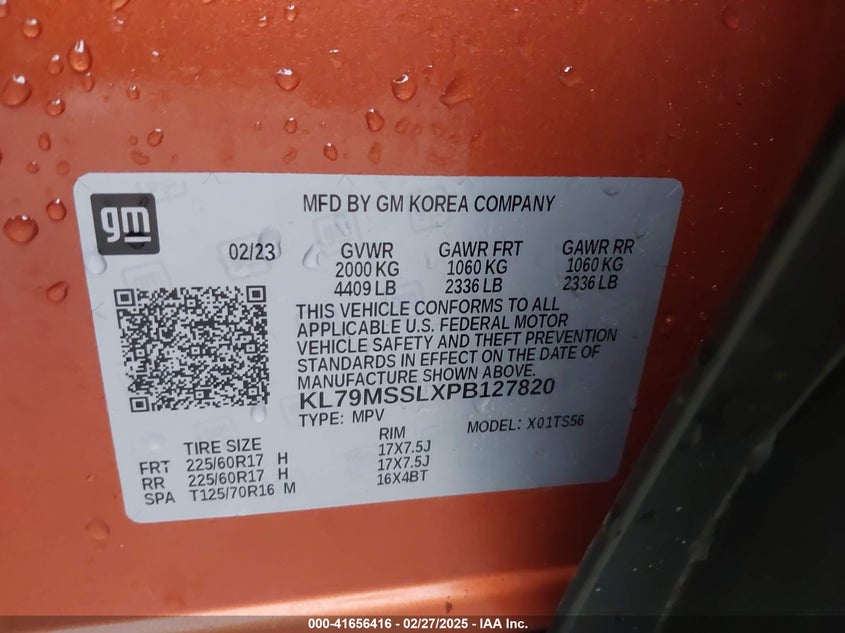 gm
MFD BY GM KOREA COMPANY
02/23 GVWR GAWR FRT GAWR RR
2000 KG 1060 KG 1060 KG
4409 LB 2336 LB 2336 LB
THIS VEHICLE CONFORMS TO ALL
APPLICABLE U.S. FEDERAL MOTOR
VEHICLE SAFETY AND THEFT PREVENTION
STANDARDS IN EFFECT ON THE DATE OF
MANUFACTURE SHOWN ABOVE.
KL79MSSLXPB127820
TYPE: MPV MODEL: X01TS56
TIRE SIZE RIM
FRT 225/60R17 H 17X7.5J
RR 225/60R17 H 17X7.5J
SPA T125/70R16 M 16X4BT
000-41656416 - 02/27/2025 - IAA Inc.